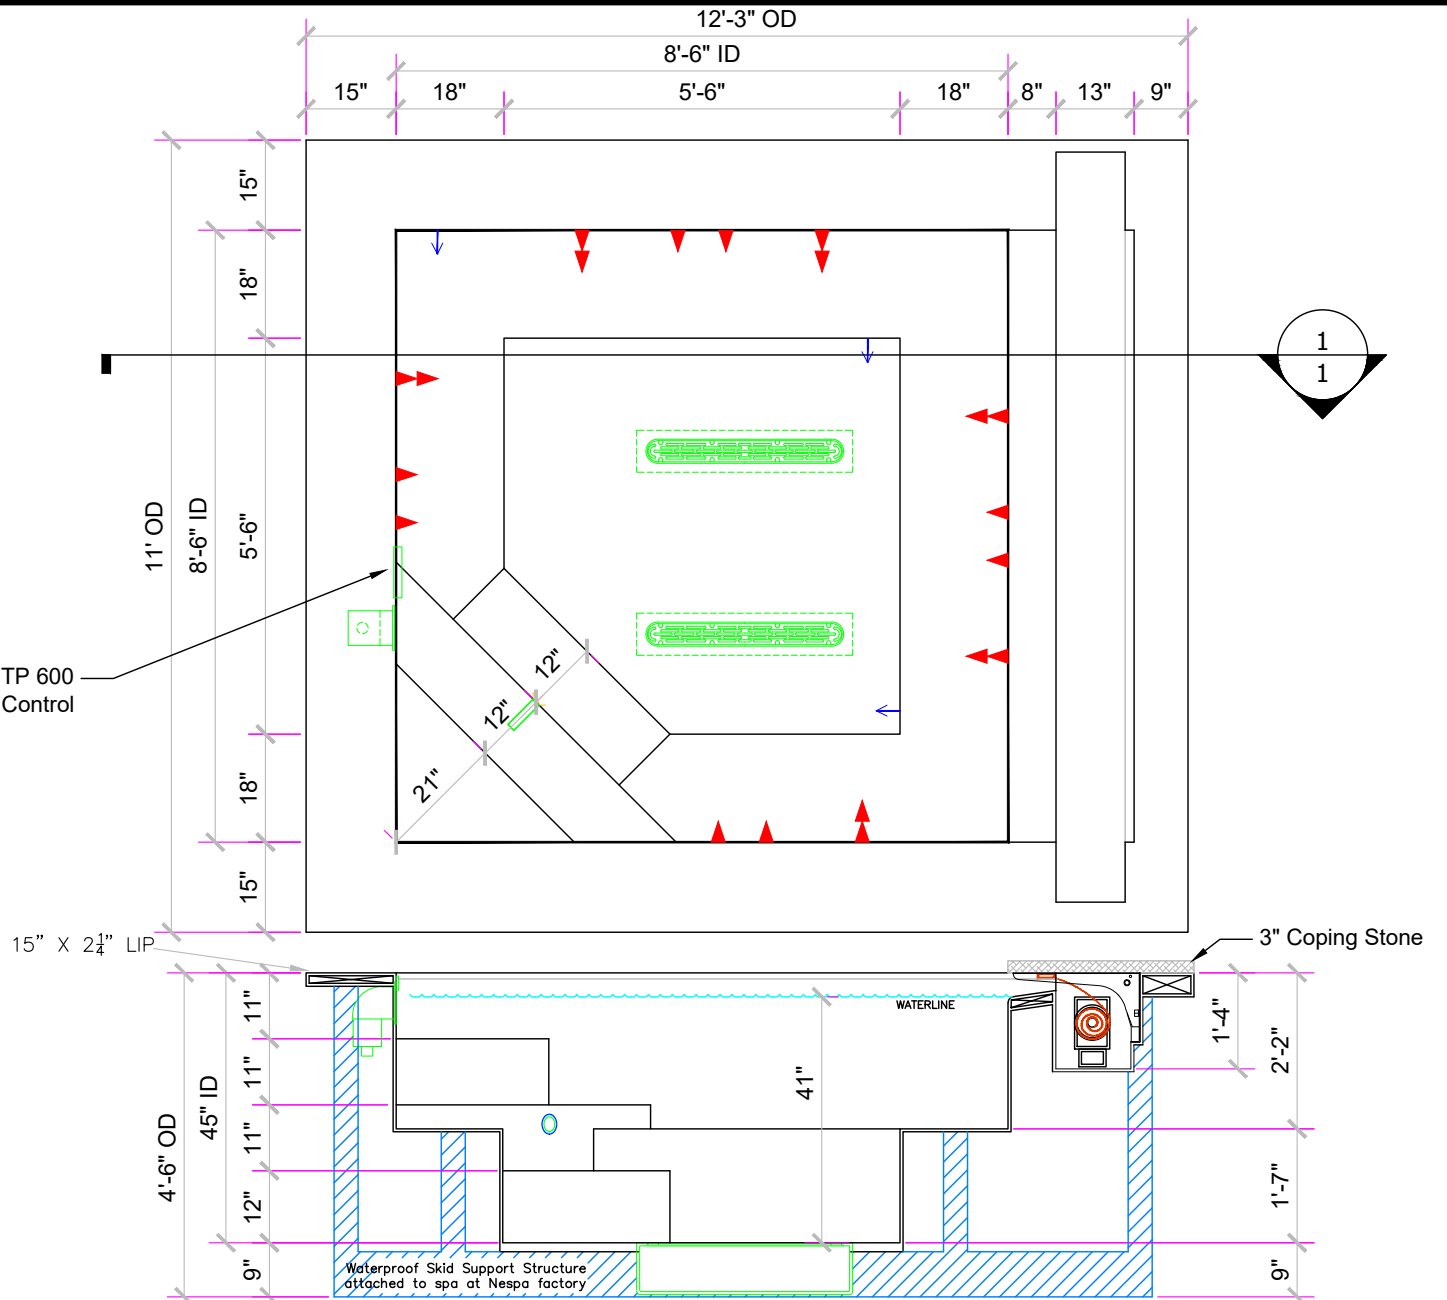 12'-3" OD
8'-6" ID
15" 18" 5'-6" 18" 8" 13" 9"
15"
18"
1
1
11' OD
8'-6" ID
5'-6"
TP 600
Control
12"
12"
21"
18"
15"
15” X 2¼” LIP
3" Coping Stone
WATERLINE
11"
11"
11"
12"
9"
45" ID
4'-6" OD
41"
1'-4"
2'-2"
1'-7"
9"
Waterproof Skid Support Structure
attached to spa at Nespa factory